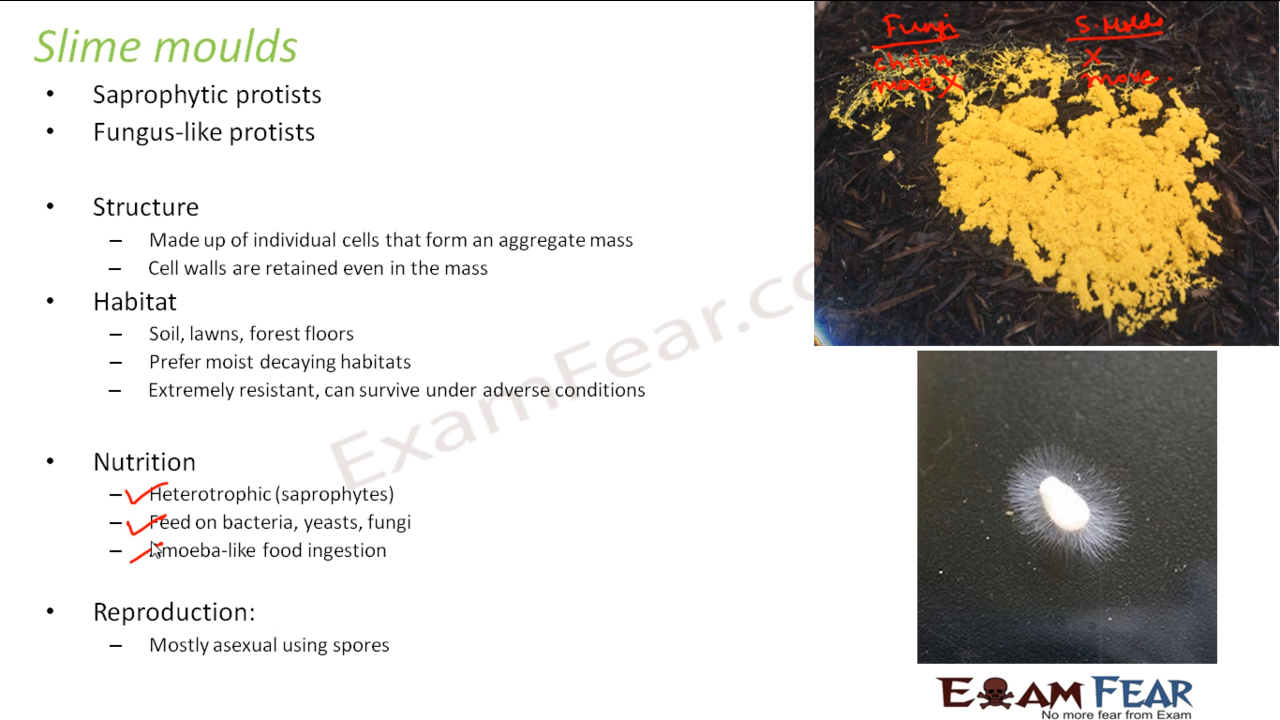 Slime moulds
• Saprophytic protists
• Fungus-like protists
• Structure
– Made up of individual cells that form an aggregate mass
– Cell walls are retained even in the mass
• Habitat
– Soil, lawns, forest floors
– Prefer moist decaying habitats
– Extremely resistant, can survive under adverse conditions
• Nutrition
– Heterotrophic (saprophytes)
– Feed on bacteria, yeasts, fungi
– Amoeba-like food ingestion
• Reproduction:
– Mostly asexual using spores
Fungi S. Molds
chitin X
move X move.
ExamFear.co
EXAM FEAR
No more fear from Exam